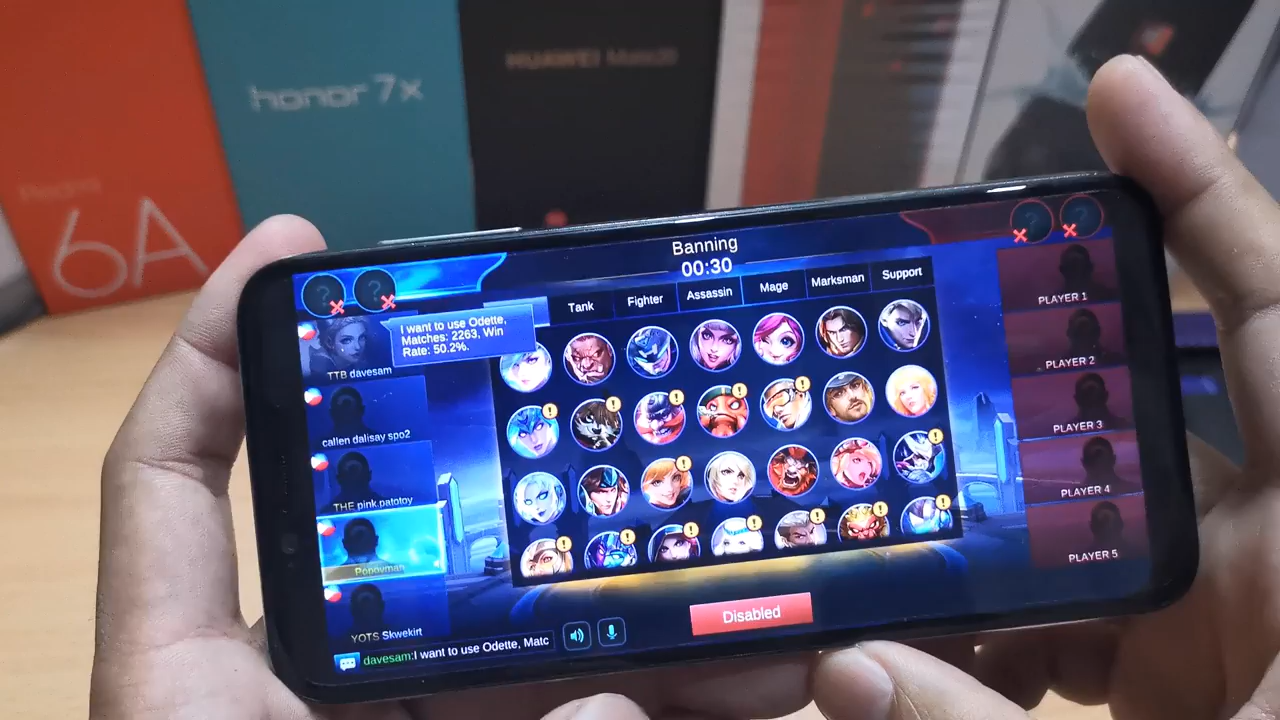 Redmi
6A
honor 7x
HUAWEI Mate20
Banning
00:30
Tank
Fighter
Assassin
Mage
Marksman
Support
I want to use Odette,
Matches: 2263, Win
Rate: 50.2%.
TTB davesam
callen dalisay spo2
THE.pink.patotoy
Popovman
YOTS Skwekirt
PLAYER 1
PLAYER 2
PLAYER 3
PLAYER 4
PLAYER 5
Disabled
davesam:I want to use Odette, Matc